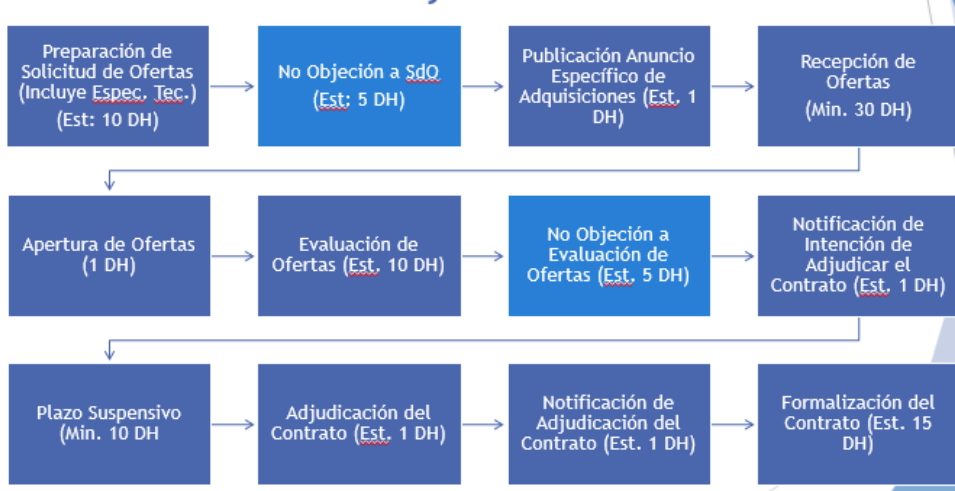 Preparación de
Solicitud de Ofertas
(Incluye Espec. Tec.)
(Est: 10 DH)
No Objeción a SdO
(Est: 5 DH)
Publicación Anuncio
Específico de
Adquisiciones (Est. 1
DH)
Recepción de
Ofertas
(Min. 30 DH)
Apertura de Ofertas
(1 DH)
Evaluación de
Ofertas (Est. 10 DH)
No Objeción a
Evaluación de
Ofertas (Est. 5 DH)
Notificación de
Intención de
Adjudicar el
Contrato (Est. 1 DH)
Plazo Suspensivo
(Min. 10 DH
Adjudicación del
Contrato (Est. 1 DH)
Notificación de
Adjudicación del
Contrato (Est. 1 DH)
Formalización del
Contrato (Est. 15
DH)